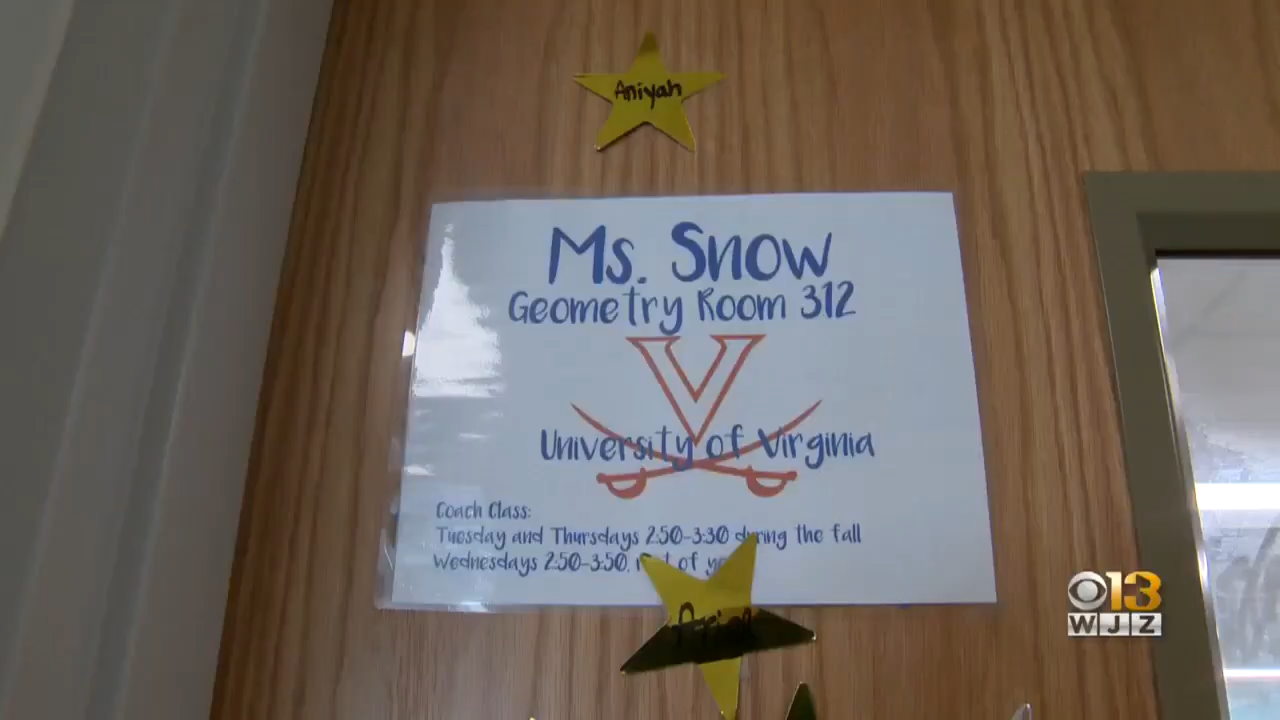 Aniyah
Ms. Snow
Geometry Room 312
V
University of Virginia
Coach Class:
Tuesday and Thursdays 2:50-3:30 during the fall
Wednesdays 2:50-3:50, of
13
WJZ